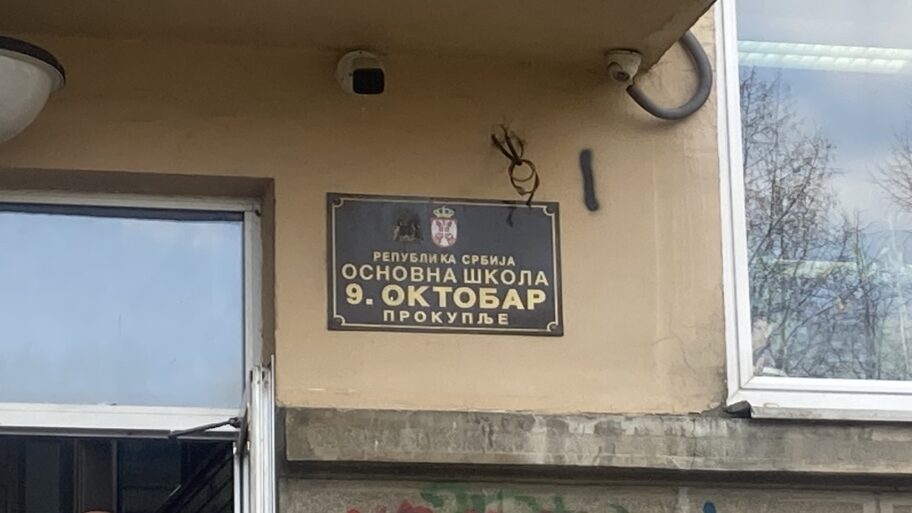 РЕПУБЛИКА СРБИЈА
ОСНОВНА ШКОЛА
9. ОКТОБАР
ПРОКУПЉЕ